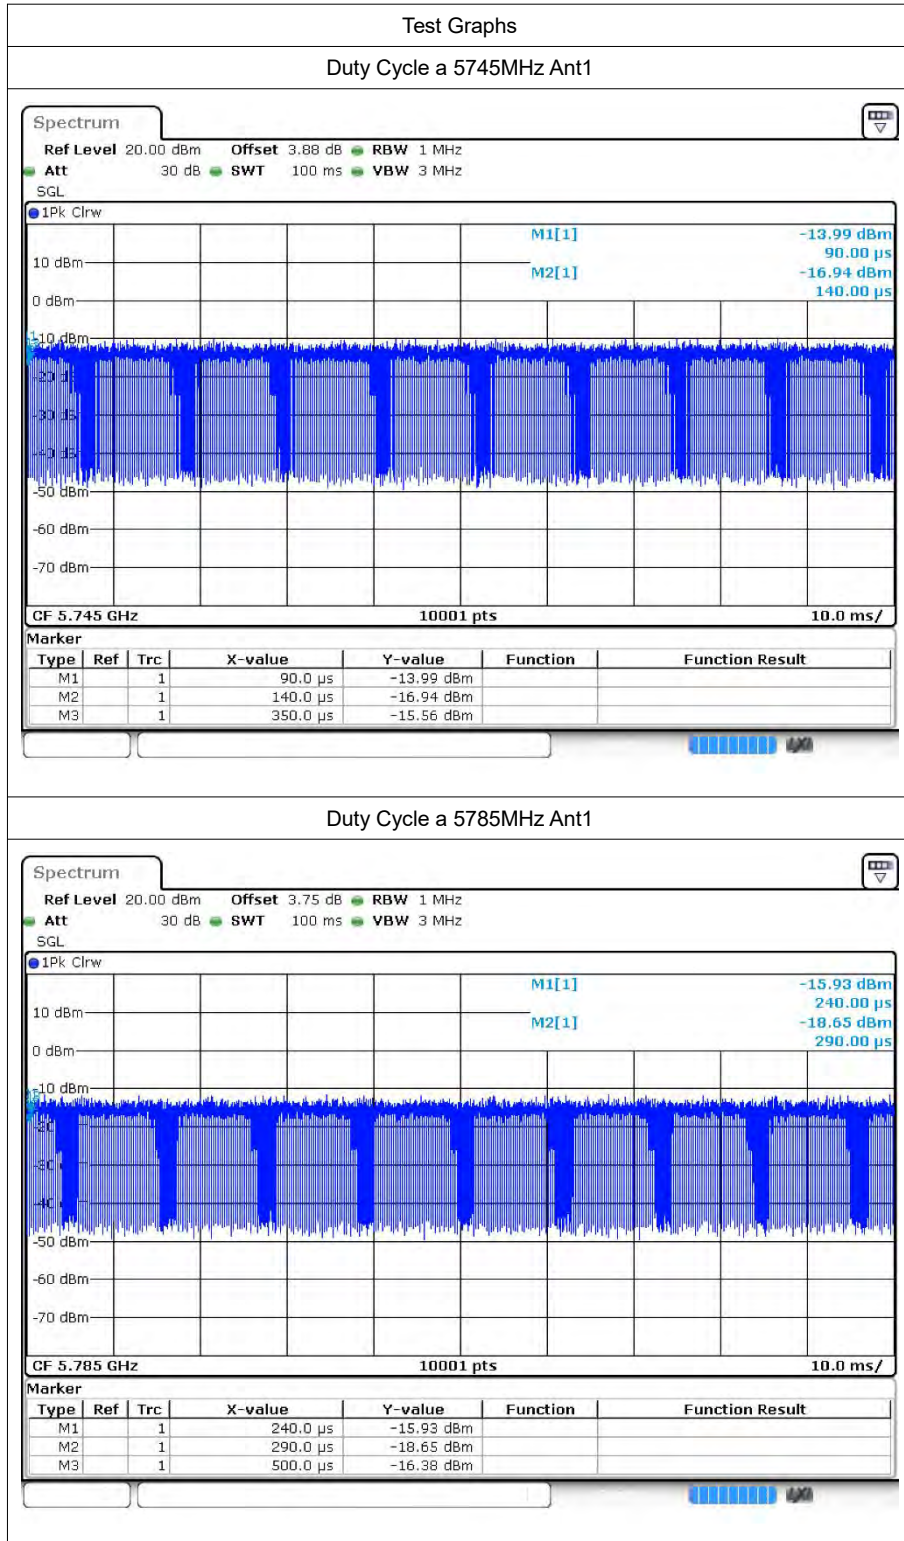 Test Graphs
Duty Cycle a 5745MHz Ant1
Spectrum
Ref Level 20.00 dBm Offset 3.88 dB RBW 1 MHz
Att 30 dB SWT 100 ms VBW 3 MHz
SGL
1Pk Clrw
M1[1] -13.99 dBm
90.00 µs
10 dBm
M2[1] -16.94 dBm
140.00 µs
0 dBm
-10 dBm
-50 dBm
-60 dBm
-70 dBm
CF 5.745 GHz 10001 pts 10.0 ms/
Marker
Type Ref Trc X-value Y-value Function Function Result
M1 1 90.0 µs -13.99 dBm
M2 1 140.0 µs -16.94 dBm
M3 1 350.0 µs -15.56 dBm
Duty Cycle a 5785MHz Ant1
Spectrum
Ref Level 20.00 dBm Offset 3.75 dB RBW 1 MHz
Att 30 dB SWT 100 ms VBW 3 MHz
SGL
1Pk Clrw
M1[1] -15.93 dBm
240.00 µs
10 dBm
M2[1] -18.65 dBm
290.00 µs
0 dBm
-10 dBm
-50 dBm
-60 dBm
-70 dBm
CF 5.785 GHz 10001 pts 10.0 ms/
Marker
Type Ref Trc X-value Y-value Function Function Result
M1 1 240.0 µs -15.93 dBm
M2 1 290.0 µs -18.65 dBm
M3 1 500.0 µs -16.38 dBm